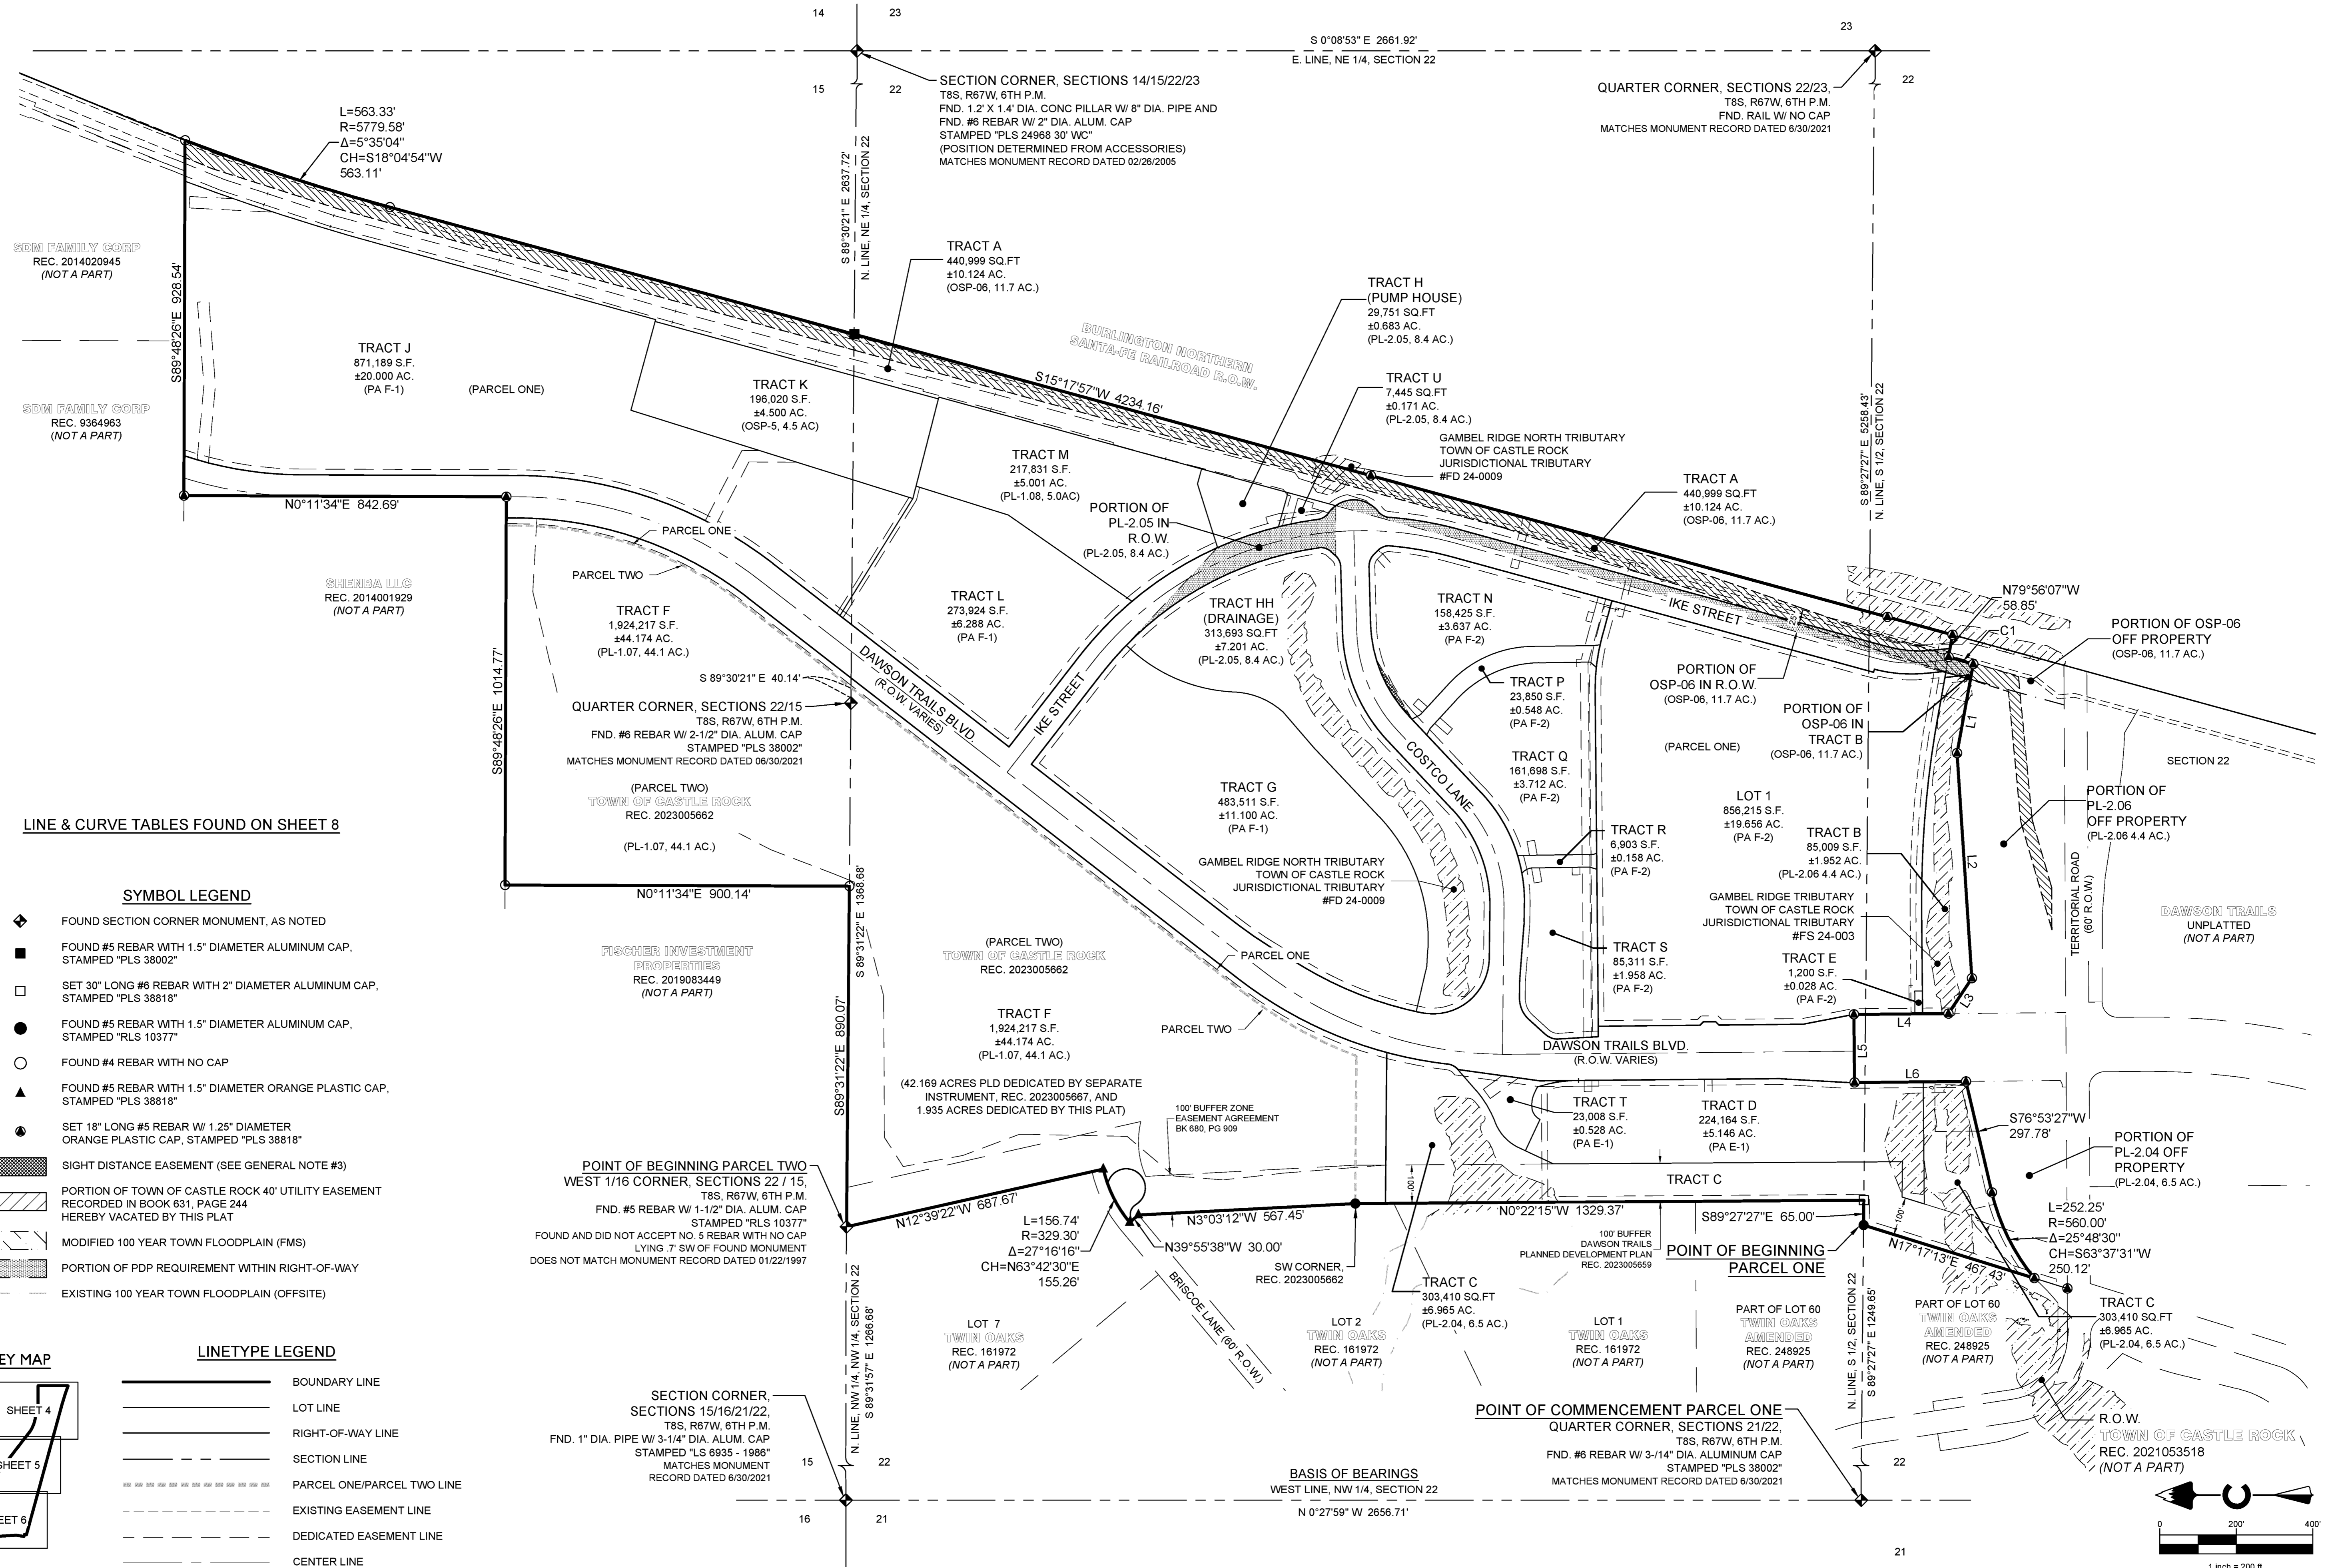 14
23
S 0°08'53" E 2661.92'
E. LINE, NE 1/4, SECTION 22
23
SECTION CORNER, SECTIONS 14/15/22/23
T8S, R67W, 6TH P.M.
FND. 1.2' X 1.4' DIA. CONC PILLAR W/ 8" DIA. PIPE AND
FND. #6 REBAR W/ 2" DIA. ALUM. CAP
STAMPED "PLS 24968 30' WC"
(POSITION DETERMINED FROM ACCESSORIES)
MATCHES MONUMENT RECORD DATED 02/26/2005
15
22
QUARTER CORNER, SECTIONS 22/23,
T8S, R67W, 6TH P.M.
FND. RAIL W/ NO CAP
MATCHES MONUMENT RECORD DATED 6/30/2021
22
L=563.33'
R=5779.58'
Δ=5°35'04"
CH=S18°04'54"W
563.11'
S 89°30'21" E 2637.72'
N. LINE, NE 1/4, SECTION 22
SDM FAMILY CORP
REC. 2014020945
(NOT A PART)
S89°48'26"E 928.54'
SDM FAMILY CORP
REC. 9364963
(NOT A PART)
TRACT J
871,189 S.F.
±20.000 AC.
(PA F-1)
(PARCEL ONE)
TRACT K
196,020 S.F.
±4.500 AC.
(OSP-5, 4.5 AC)
TRACT A
440,999 SQ.FT
±10.124 AC.
(OSP-06, 11.7 AC.)
BURLINGTON NORTHERN
SANTA-FE RAILROAD R.O.W.
S15°17'57"W 4234.16'
TRACT H
(PUMP HOUSE)
29,751 SQ.FT
±0.683 AC.
(PL-2.05, 8.4 AC.)
TRACT U
7,445 SQ.FT
±0.171 AC.
(PL-2.05, 8.4 AC.)
GAMBEL RIDGE NORTH TRIBUTARY
TOWN OF CASTLE ROCK
JURISDICTIONAL TRIBUTARY
#FD 24-0009
TRACT A
440,999 SQ.FT
±10.124 AC.
(OSP-06, 11.7 AC.)
S 89°27'27" E 5258.43'
N. LINE, S 1/2, SECTION 22
TRACT M
217,831 S.F.
±5.001 AC.
(PL-1.08, 5.0AC)
PORTION OF
PL-2.05 IN
R.O.W.
(PL-2.05, 8.4 AC.)
N0°11'34"E 842.69'
PARCEL ONE
PARCEL TWO
SHENBA LLC
REC. 2014001929
(NOT A PART)
TRACT F
1,924,217 S.F.
±44.174 AC.
(PL-1.07, 44.1 AC.)
TRACT L
273,924 S.F.
±6.288 AC.
(PA F-1)
TRACT HH
(DRAINAGE)
313,693 SQ.FT
±7.201 AC.
(PL-2.05, 8.4 AC.)
TRACT N
158,425 S.F.
±3.637 AC.
(PA F-2)
IKE STREET
25'
N79°56'07"W
58.85'
C1
PORTION OF OSP-06
OFF PROPERTY
(OSP-06, 11.7 AC.)
DAWSON TRAILS BLVD.
(R.O.W. VARIES)
IKE STREET
COSTCO LANE
TRACT P
23,850 S.F.
±0.548 AC.
(PA F-2)
PORTION OF
OSP-06 IN R.O.W.
(OSP-06, 11.7 AC.)
PORTION OF
OSP-06 IN
TRACT B
(OSP-06, 11.7 AC.)
L1
S89°48'26"E 1014.77'
S 89°30'21" E 40.14'
QUARTER CORNER, SECTIONS 22/15
T8S, R67W, 6TH P.M.
FND. #6 REBAR W/ 2-1/2" DIA. ALUM. CAP
STAMPED "PLS 38002"
MATCHES MONUMENT RECORD DATED 06/30/2021
(PARCEL TWO)
TOWN OF CASTLE ROCK
REC. 2023005662
(PL-1.07, 44.1 AC.)
TRACT G
483,511 S.F.
±11.100 AC.
(PA F-1)
TRACT Q
161,698 S.F.
±3.712 AC.
(PA F-2)
(PARCEL ONE)
LOT 1
856,215 S.F.
±19.656 AC.
(PA F-2)
SECTION 22
PORTION OF
PL-2.06
OFF PROPERTY
(PL-2.06 4.4 AC.)
L2
TRACT R
6,903 S.F.
±0.158 AC.
(PA F-2)
TRACT B
85,009 S.F.
±1.952 AC.
(PL-2.06 4.4 AC.)
GAMBEL RIDGE NORTH TRIBUTARY
TOWN OF CASTLE ROCK
JURISDICTIONAL TRIBUTARY
#FD 24-0009
GAMBEL RIDGE TRIBUTARY
TOWN OF CASTLE ROCK
JURISDICTIONAL TRIBUTARY
#FS 24-003
TERRITORIAL ROAD
(60' R.O.W.)
DAWSON TRAILS
UNPLATTED
(NOT A PART)
N0°11'34"E 900.14'
S 89°31'22" E 1368.68'
FISCHER INVESTMENT
PROPERTIES
REC. 2019083449
(NOT A PART)
(PARCEL TWO)
TOWN OF CASTLE ROCK
REC. 2023005662
PARCEL ONE
TRACT S
85,311 S.F.
±1.958 AC.
(PA F-2)
TRACT E
1,200 S.F.
±0.028 AC.
(PA F-2)
L3
L4
L5
L6
S89°31'22"E 890.07'
TRACT F
1,924,217 S.F.
±44.174 AC.
(PL-1.07, 44.1 AC.)
PARCEL TWO
(42.169 ACRES PLD DEDICATED BY SEPARATE
INSTRUMENT, REC. 2023005667, AND
1.935 ACRES DEDICATED BY THIS PLAT)
DAWSON TRAILS BLVD.
(R.O.W. VARIES)
100' BUFFER ZONE
EASEMENT AGREEMENT
BK 680, PG 909
TRACT T
23,008 S.F.
±0.528 AC.
(PA E-1)
TRACT D
224,164 S.F.
±5.146 AC.
(PA E-1)
S76°53'27"W
297.78'
PORTION OF
PL-2.04 OFF
PROPERTY
(PL-2.04, 6.5 AC.)
POINT OF BEGINNING PARCEL TWO
WEST 1/16 CORNER, SECTIONS 22 / 15,
T8S, R67W, 6TH P.M.
FND. #5 REBAR W/ 1-1/2" DIA. ALUM. CAP
STAMPED "RLS 10377"
FOUND AND DID NOT ACCEPT NO. 5 REBAR WITH NO CAP
LYING .7' SW OF FOUND MONUMENT
DOES NOT MATCH MONUMENT RECORD DATED 01/22/1997
N12°39'22"W 687.67'
L=156.74'
R=329.30'
Δ=27°16'16"
CH=N63°42'30"E
155.26'
N39°55'38"W 30.00'
N3°03'12"W 567.45'
100'
TRACT C
N0°22'15"W 1329.37'
S89°27'27"E 65.00'
100'
SW CORNER,
REC. 2023005662
100' BUFFER
DAWSON TRAILS
PLANNED DEVELOPMENT PLAN
REC. 2023005659
POINT OF BEGINNING
PARCEL ONE
N17°17'13"E 467.43'
L=252.25'
R=560.00'
Δ=25°48'30"
CH=S63°37'31"W
250.12'
TRACT C
303,410 SQ.FT
±6.965 AC.
(PL-2.04, 6.5 AC.)
BRISCOE LANE (60' R.O.W.)
LOT 7
TWIN OAKS
REC. 161972
(NOT A PART)
LOT 2
TWIN OAKS
REC. 161972
(NOT A PART)
LOT 1
TWIN OAKS
REC. 161972
(NOT A PART)
PART OF LOT 60
TWIN OAKS
AMENDED
REC. 248925
(NOT A PART)
N. LINE, S 1/2, SECTION 22
S 89°27'27" E 1249.65'
PART OF LOT 60
TWIN OAKS
AMENDED
REC. 248925
(NOT A PART)
TRACT C
303,410 SQ.FT
±6.965 AC.
(PL-2.04, 6.5 AC.)
N. LINE, NW 1/4, NW 1/4, SECTION 22
S 89°31'57" E 1266.68'
SECTION CORNER,
SECTIONS 15/16/21/22,
T8S, R67W, 6TH P.M.
FND. 1" DIA. PIPE W/ 3-1/4" DIA. ALUM. CAP
STAMPED "LS 6935 - 1986"
MATCHES MONUMENT
RECORD DATED 6/30/2021
15
22
16
21
BASIS OF BEARINGS
WEST LINE, NW 1/4, SECTION 22
N 0°27'59" W 2656.71'
POINT OF COMMENCEMENT PARCEL ONE
QUARTER CORNER, SECTIONS 21/22,
T8S, R67W, 6TH P.M.
FND. #6 REBAR W/ 3-/14" DIA. ALUMINUM CAP
STAMPED "PLS 38002"
MATCHES MONUMENT RECORD DATED 6/30/2021
22
21
R.O.W.
TOWN OF CASTLE ROCK
REC. 2021053518
(NOT A PART)
0 200' 400'
1 inch = 200 ft.
LINE & CURVE TABLES FOUND ON SHEET 8
SYMBOL LEGEND
FOUND SECTION CORNER MONUMENT, AS NOTED
FOUND #5 REBAR WITH 1.5" DIAMETER ALUMINUM CAP,
STAMPED "PLS 38002"
SET 30" LONG #6 REBAR WITH 2" DIAMETER ALUMINUM CAP,
STAMPED "PLS 38818"
FOUND #5 REBAR WITH 1.5" DIAMETER ALUMINUM CAP,
STAMPED "RLS 10377"
FOUND #4 REBAR WITH NO CAP
FOUND #5 REBAR WITH 1.5" DIAMETER ORANGE PLASTIC CAP,
STAMPED "PLS 38818"
SET 18" LONG #5 REBAR W/ 1.25" DIAMETER
ORANGE PLASTIC CAP, STAMPED "PLS 38818"
SIGHT DISTANCE EASEMENT (SEE GENERAL NOTE #3)
PORTION OF TOWN OF CASTLE ROCK 40' UTILITY EASEMENT
RECORDED IN BOOK 631, PAGE 244
HEREBY VACATED BY THIS PLAT
MODIFIED 100 YEAR TOWN FLOODPLAIN (FMS)
PORTION OF PDP REQUIREMENT WITHIN RIGHT-OF-WAY
EXISTING 100 YEAR TOWN FLOODPLAIN (OFFSITE)
EY MAP
SHEET 4
SHEET 5
EET 6
LINETYPE LEGEND
BOUNDARY LINE
LOT LINE
RIGHT-OF-WAY LINE
SECTION LINE
PARCEL ONE/PARCEL TWO LINE
EXISTING EASEMENT LINE
DEDICATED EASEMENT LINE
CENTER LINE